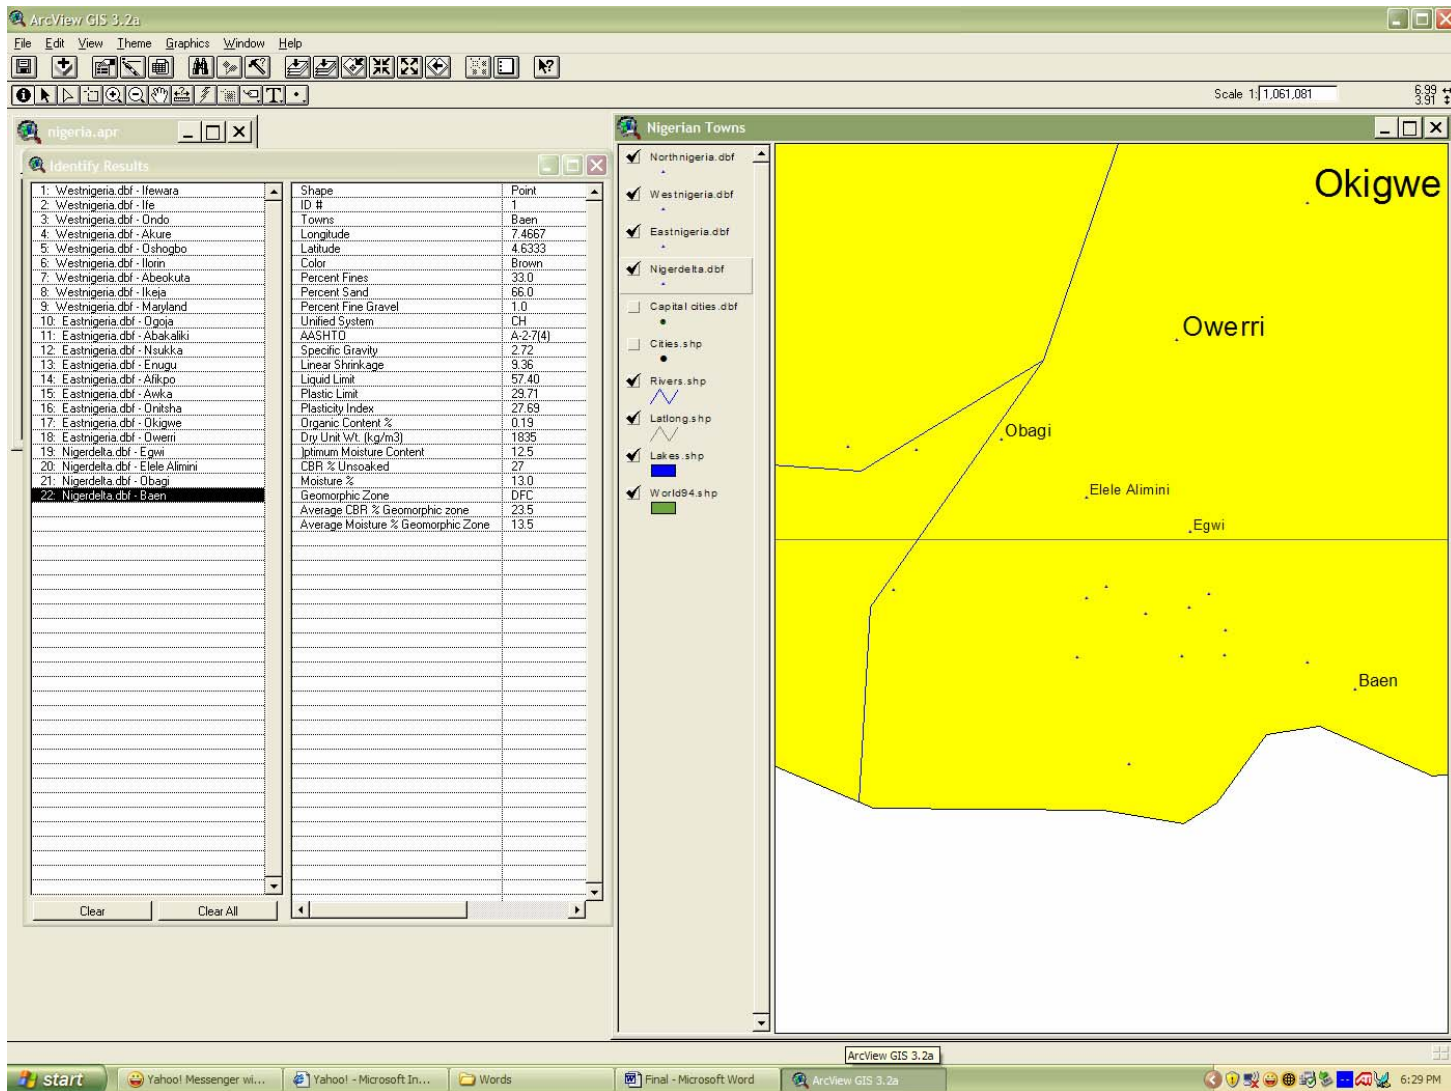 ArcView GIS 3.2a
File Edit View Theme Graphics Window Help
Scale 1: 1,061,081
6.99
3.91
nigeria.apr
Identify Results
1: Westnigeria.dbf - Ifewara
2: Westnigeria.dbf - Ife
3: Westnigeria.dbf - Ondo
4: Westnigeria.dbf - Akure
5: Westnigeria.dbf - Oshogbo
6: Westnigeria.dbf - Ilorin
7: Westnigeria.dbf - Abeokuta
8: Westnigeria.dbf - Ikeja
9: Westnigeria.dbf - Maryland
10: Eastnigeria.dbf - Ogoja
11: Eastnigeria.dbf - Abakaliki
12: Eastnigeria.dbf - Nsukka
13: Eastnigeria.dbf - Enugu
14: Eastnigeria.dbf - Afikpo
15: Eastnigeria.dbf - Awka
16: Eastnigeria.dbf - Onitsha
17: Eastnigeria.dbf - Okigwe
18: Eastnigeria.dbf - Owerri
19: Nigerdelta.dbf - Egwi
20: Nigerdelta.dbf - Elele Alimini
21: Nigerdelta.dbf - Obagi
22: Nigerdelta.dbf - Baen
Clear Clear All
Shape Point
ID # 1
Towns Baen
Longitude 7.4667
Latitude 4.6333
Color Brown
Percent Fines 33.0
Percent Sand 66.0
Percent Fine Gravel 1.0
Unified System CH
AASHTO A-2-7(4)
Specific Gravity 2.72
Linear Shrinkage 9.36
Liquid Limit 57.40
Plastic Limit 29.71
Plasticity Index 27.69
Organic Content % 0.19
Dry Unit Wt. (kg/m3) 1835
)ptimum Moisture Content 12.5
CBR % Unsoaked 27
Moisture % 13.0
Geomorphic Zone DFC
Average CBR % Geomorphic zone 23.5
Average Moisture % Geomorphic Zone 13.5
Nigerian Towns
Northnigeria.dbf
Westnigeria.dbf
Eastnigeria.dbf
Nigerdelta.dbf
Capital cities.dbf
Cities.shp
Rivers.shp
Latlong.shp
Lakes.shp
World94.shp
Okigwe
Owerri
Obagi
Elele Alimini
Egwi
Baen
ArcView GIS 3.2a
start Yahoo! Messenger wi... Yahoo! - Microsoft In... Words Final - Microsoft Word ArcView GIS 3.2a 6:29 PM